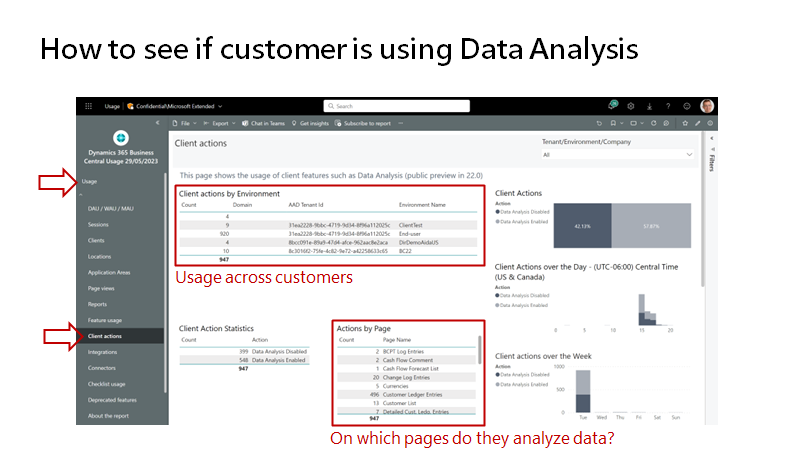 How to see if customer is using Data Analysis
Usage
Confidential\Microsoft Extended
Search
File
Export
Chat in Teams
Get insights
Subscribe to report
Dynamics 365 Business
Central Usage 29/05/2023
Usage
DAU / WAU / MAU
Sessions
Clients
Locations
Application Areas
Page views
Reports
Feature usage
Client actions
Integrations
Connectors
Checklist usage
Deprecated features
About the report
Client actions
Tenant/Environment/Company
All
Filters
This page shows the usage of client features such as Data Analysis (public preview in 22.0)
Client actions by Environment
Count Domain AAD Tenant Id Environment Name
4
9 31ea2228-9bbc-4719-9d34-8f96a112025c ClientTest
920 31ea2228-9bbc-4719-9d34-8f96a112025c End-user
4 8bcc091e-89a9-47d4-afce-962aac8e2aca DirDemoAidaUS
10 8c3016f2-75fe-4c82-9e72-a42258633c65 BC22
947
Usage across customers
Client Action Statistics
Count Action
399 Data Analysis Disabled
548 Data Analysis Enabled
947
Actions by Page
Count Page Name
2 BCPT Log Entries
2 Cash Flow Comment
1 Cash Flow Forecast List
20 Change Log Entries
5 Currencies
496 Customer Ledger Entries
13 Customer List
7 Detailed Cust. Ledg. Entries
947
On which pages do they analyze data?
Client Actions
Action
Data Analysis Disabled
Data Analysis Enabled
42.13%
57.87%
Client Actions over the Day - (UTC-06:00) Central Time
(US & Canada)
Action
Data Analysis Disabled
Data Analysis Enabled
0 5 10 15 20
Client actions over the Week
Action
Data Analysis Disabled
Data Analysis Enabled
1000
500
0
Tue Wed Thu Fri Sat Sun